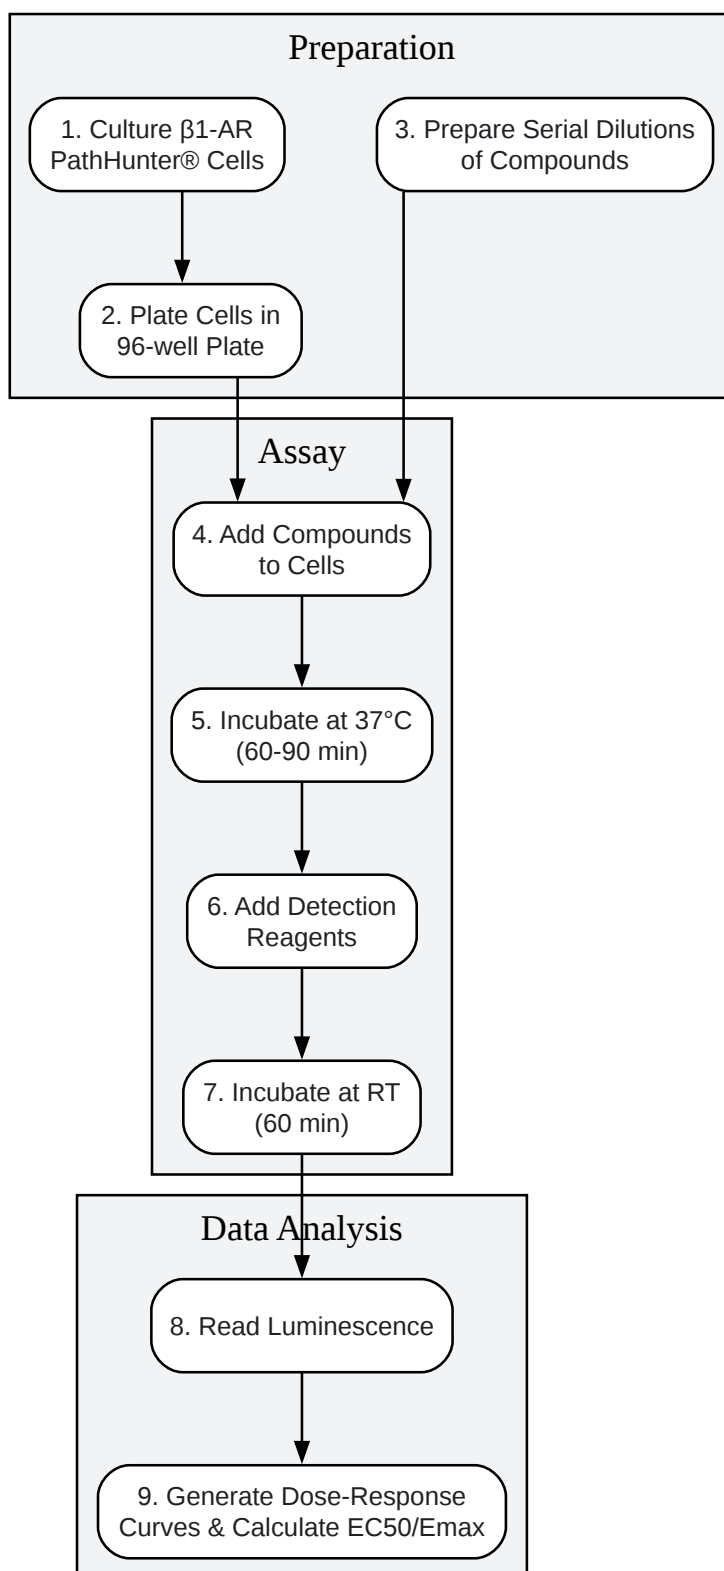 Preparation
1. Culture β1-AR
PathHunter® Cells
3. Prepare Serial Dilutions
of Compounds
2. Plate Cells in
96-well Plate
Assay
4. Add Compounds
to Cells
5. Incubate at 37°C
(60-90 min)
6. Add Detection
Reagents
7. Incubate at RT
(60 min)
Data Analysis
8. Read Luminescence
9. Generate Dose-Response
Curves & Calculate EC50/Emax